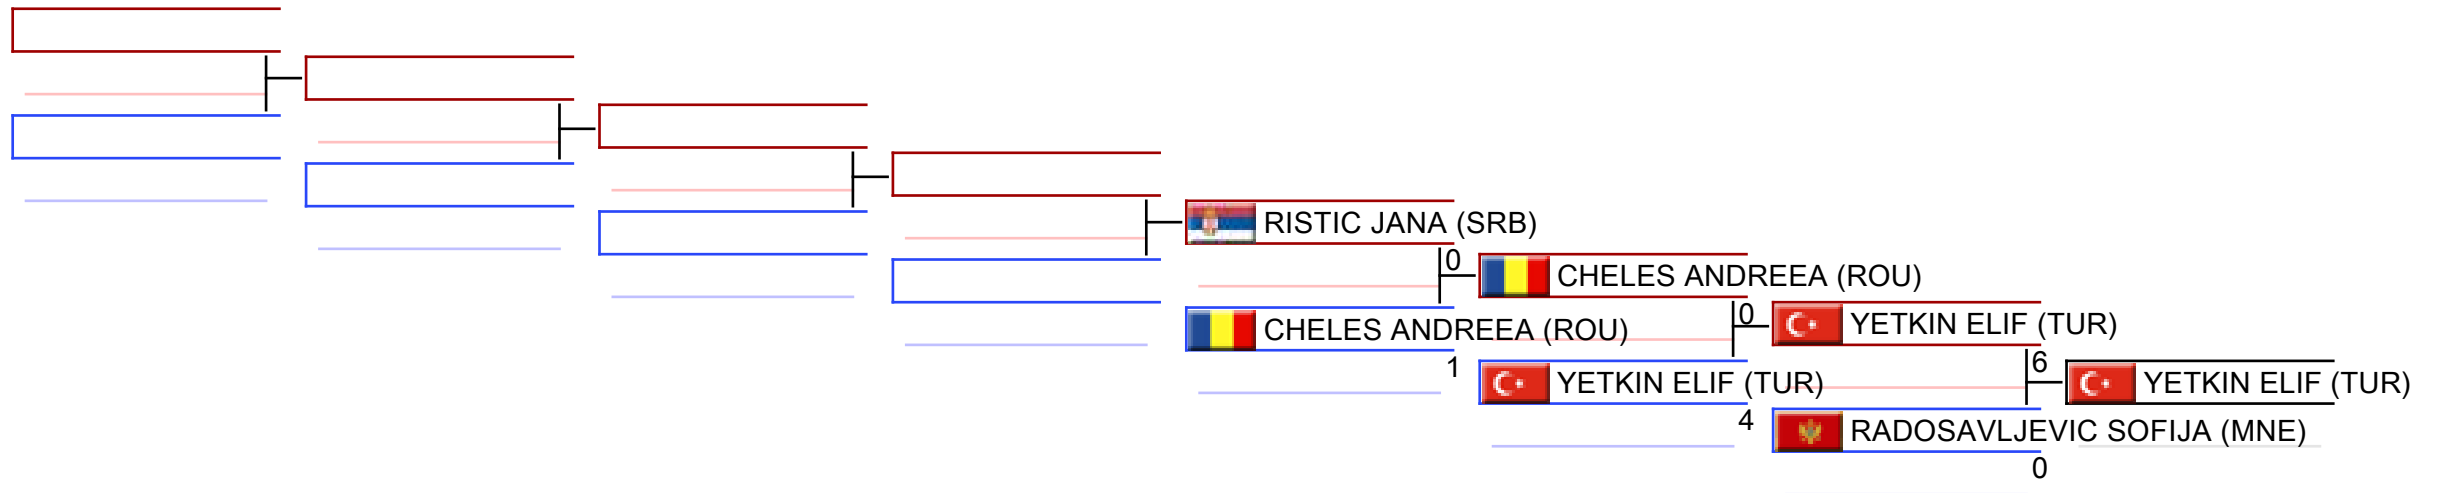 RISTIC JANA (SRB)
0
CHELES ANDREEA (ROU)
CHELES ANDREEA (ROU)
1
0
YETKIN ELIF (TUR)
YETKIN ELIF (TUR)
4
6
YETKIN ELIF (TUR)
RADOSAVLJEVIC SOFIJA (MNE)
0